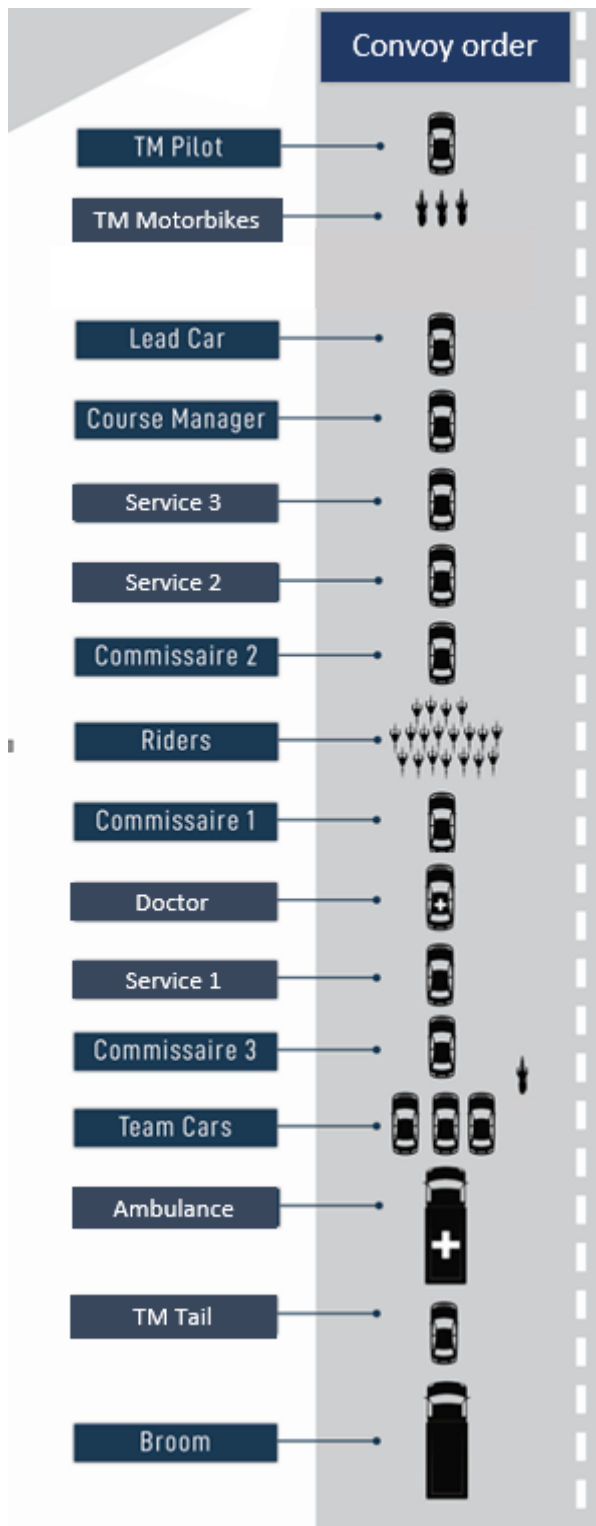 Convoy order
TM Pilot
TM Motorbikes
Lead Car
Course Manager
Service 3
Service 2
Commissaire 2
Riders
Commissaire 1
Doctor
Service 1
Commissaire 3
Team Cars
Ambulance
TM Tail
Broom